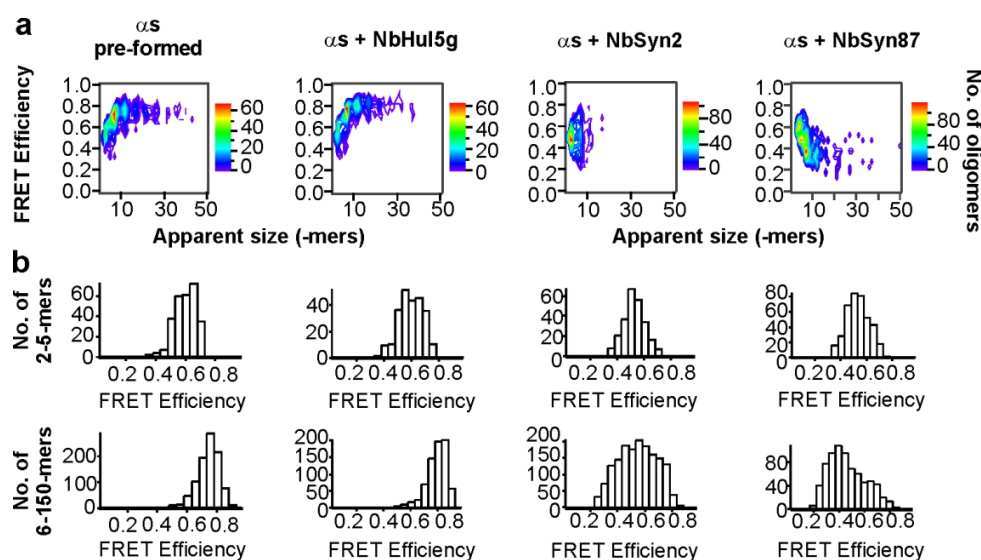 a
αs
pre-formed
αs + NbHul5g
αs + NbSyn2
αs + NbSyn87
FRET Efficiency
1.0
0.8
0.6
0.4
0.2
0.0
10 30 50
60
40
20
0
1.0
0.8
0.6
0.4
0.2
0.0
10 30 50
60
40
20
0
1.0
0.8
0.6
0.4
0.2
0.0
10 30 50
80
40
0
1.0
0.8
0.6
0.4
0.2
0.0
10 30 50
80
40
0
No. of oligomers
Apparent size (-mers)
Apparent size (-mers)
b
No. of
2-5-mers
60
40
20
0
0.2 0.4 0.6 0.8
FRET Efficiency
40
20
0
0.2 0.4 0.6 0.8
FRET Efficiency
60
40
20
0
0.2 0.4 0.6 0.8
FRET Efficiency
80
60
40
20
0
0.2 0.4 0.6 0.8
FRET Efficiency
No. of
6-150-mers
200
100
0
0.2 0.4 0.6 0.8
FRET Efficiency
200
150
100
50
0
0.2 0.4 0.6 0.8
FRET Efficiency
200
150
100
50
0
0.2 0.4 0.6 0.8
FRET Efficiency
80
40
0
0.2 0.4 0.6 0.8
FRET Efficiency